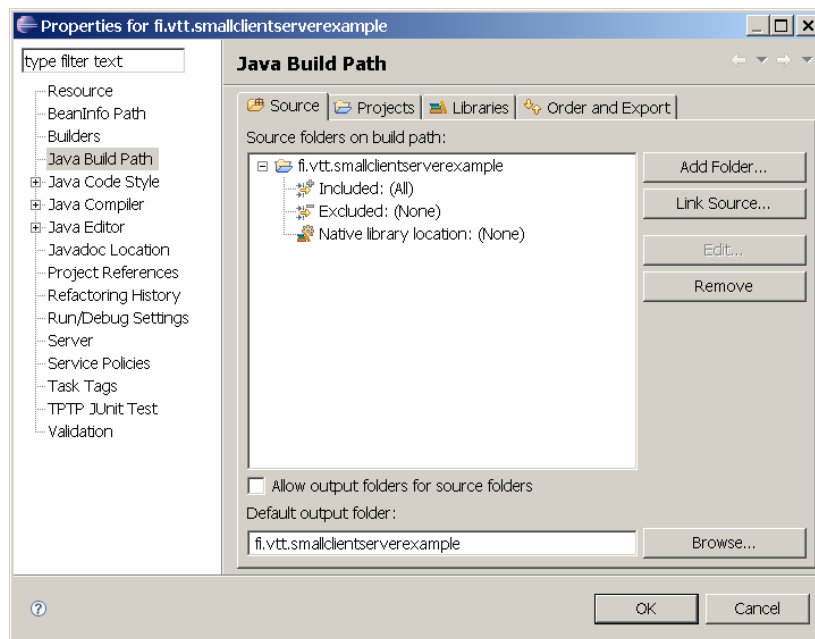 Properties for fi.vtt.smallclientserverexample
type filter text
Resource
BeanInfo Path
Builders
Java Build Path
Java Code Style
Java Compiler
Java Editor
Javadoc Location
Project References
Refactoring History
Run/Debug Settings
Server
Service Policies
Task Tags
TPTP JUnit Test
Validation
Java Build Path
Source Projects Libraries Order and Export
Source folders on build path:
fi.vtt.smallclientserverexample
Included: (All)
Excluded: (None)
Native library location: (None)
Add Folder...
Link Source...
Edit...
Remove
Allow output folders for source folders
Default output folder:
fi.vtt.smallclientserverexample
Browse...
?
OK Cancel